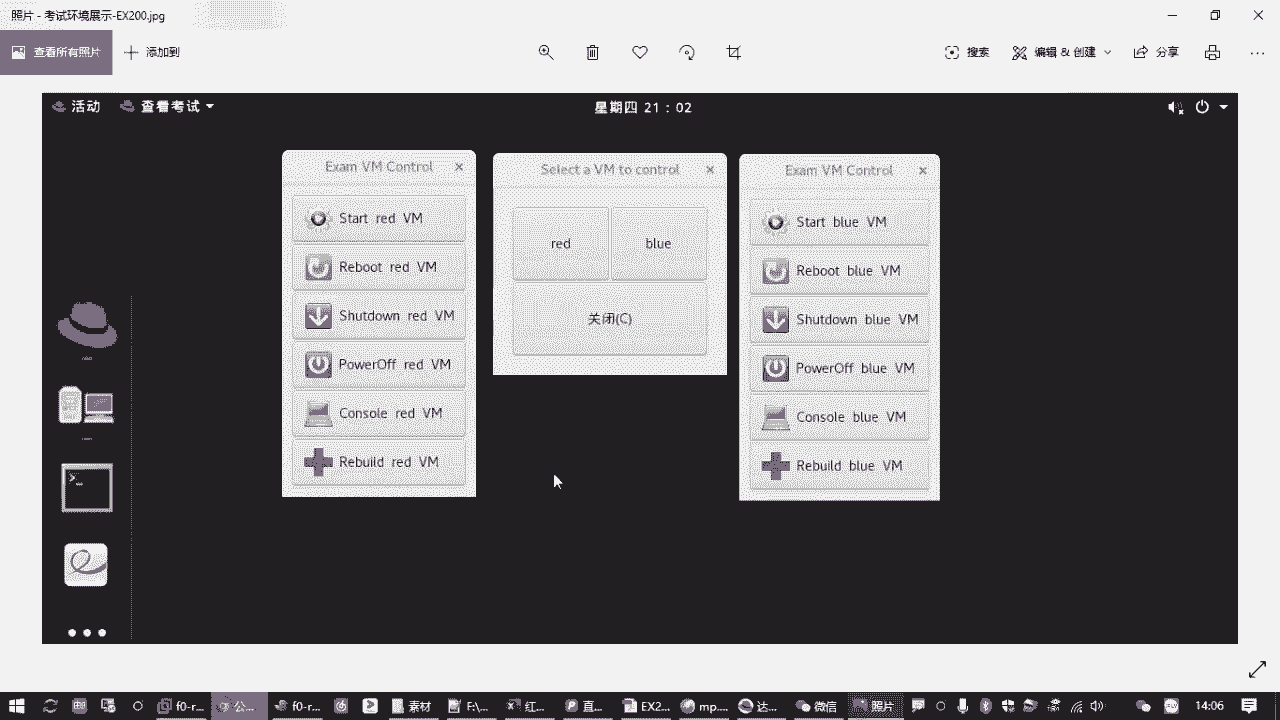 照片 - 考试环境展示-EX200.jpg
查看所有照片
添加到
搜索
编辑 & 创建
分享
活动
查看考试
星期四 21：02
Exam VM Control
Start red VM
Reboot red VM
Shutdown red VM
PowerOff red VM
Console red VM
Rebuild red VM
Select a VM to control
red
blue
关闭(C)
Exam VM Control
Start blue VM
Reboot blue VM
Shutdown blue VM
PowerOff blue VM
Console blue VM
Rebuild blue VM
f0-r...
公...
f0-r...
素材
F:\...
红...
直...
EX2...
mp...
达...
微信
照片
14:06